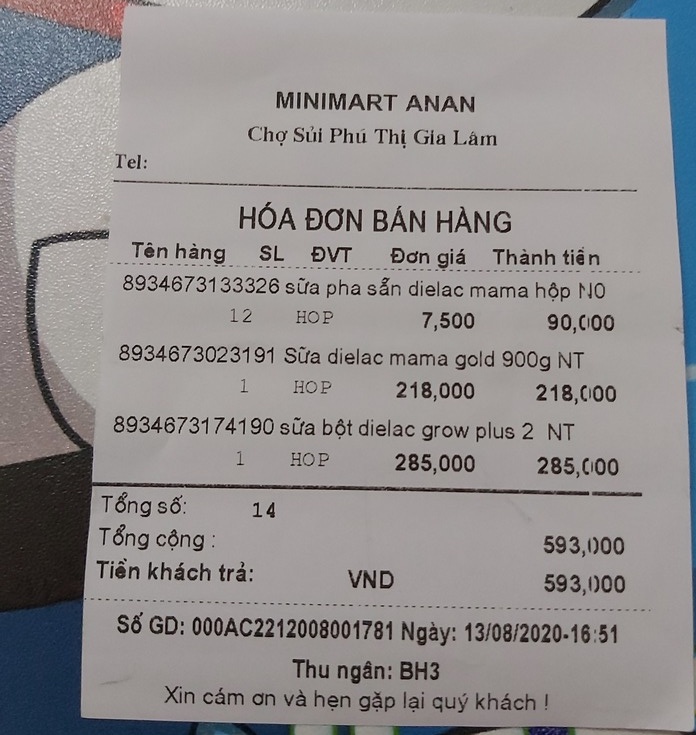 MINIMART ANAN
Chợ Sủi Phú Thị Gia Lâm
Tel:
HÓA ĐƠN BÁN HÀNG
Tên hàng SL ĐVT Đơn giá Thành tiền
8934673133326 sữa pha sẵn dielac mama hộp NO
12 HOP 7,500 90,000
8934673023191 Sữa dielac mama gold 900g NT
1 HOP 218,000 218,000
8934673174190 sữa bột dielac grow plus 2 NT
1 HOP 285,000 285,000
Tổng số: 14
Tổng cộng : 593,000
Tiền khách trả: VND 593,000
Số GD: 000AC2212008001781 Ngày: 13/08/2020-16:51
Thu ngân: BH3
Xin cám ơn và hẹn gặp lại quý khách !